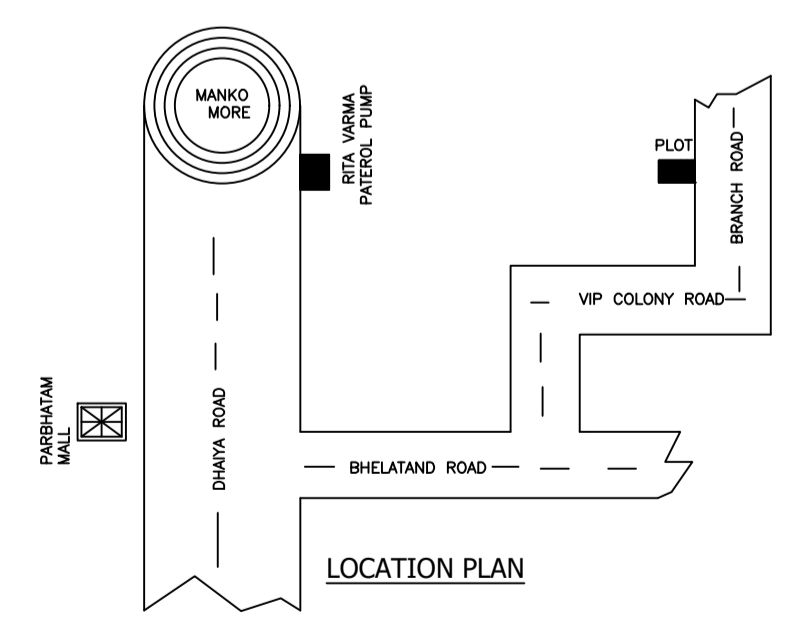 MANKO
MORE
RITA VARMA
PATEROL PUMP
PLOT
BRANCH ROAD
VIP COLONY ROAD
PARBHATAM
MALL
DHAIYA ROAD
BHELATAND ROAD
LOCATION PLAN